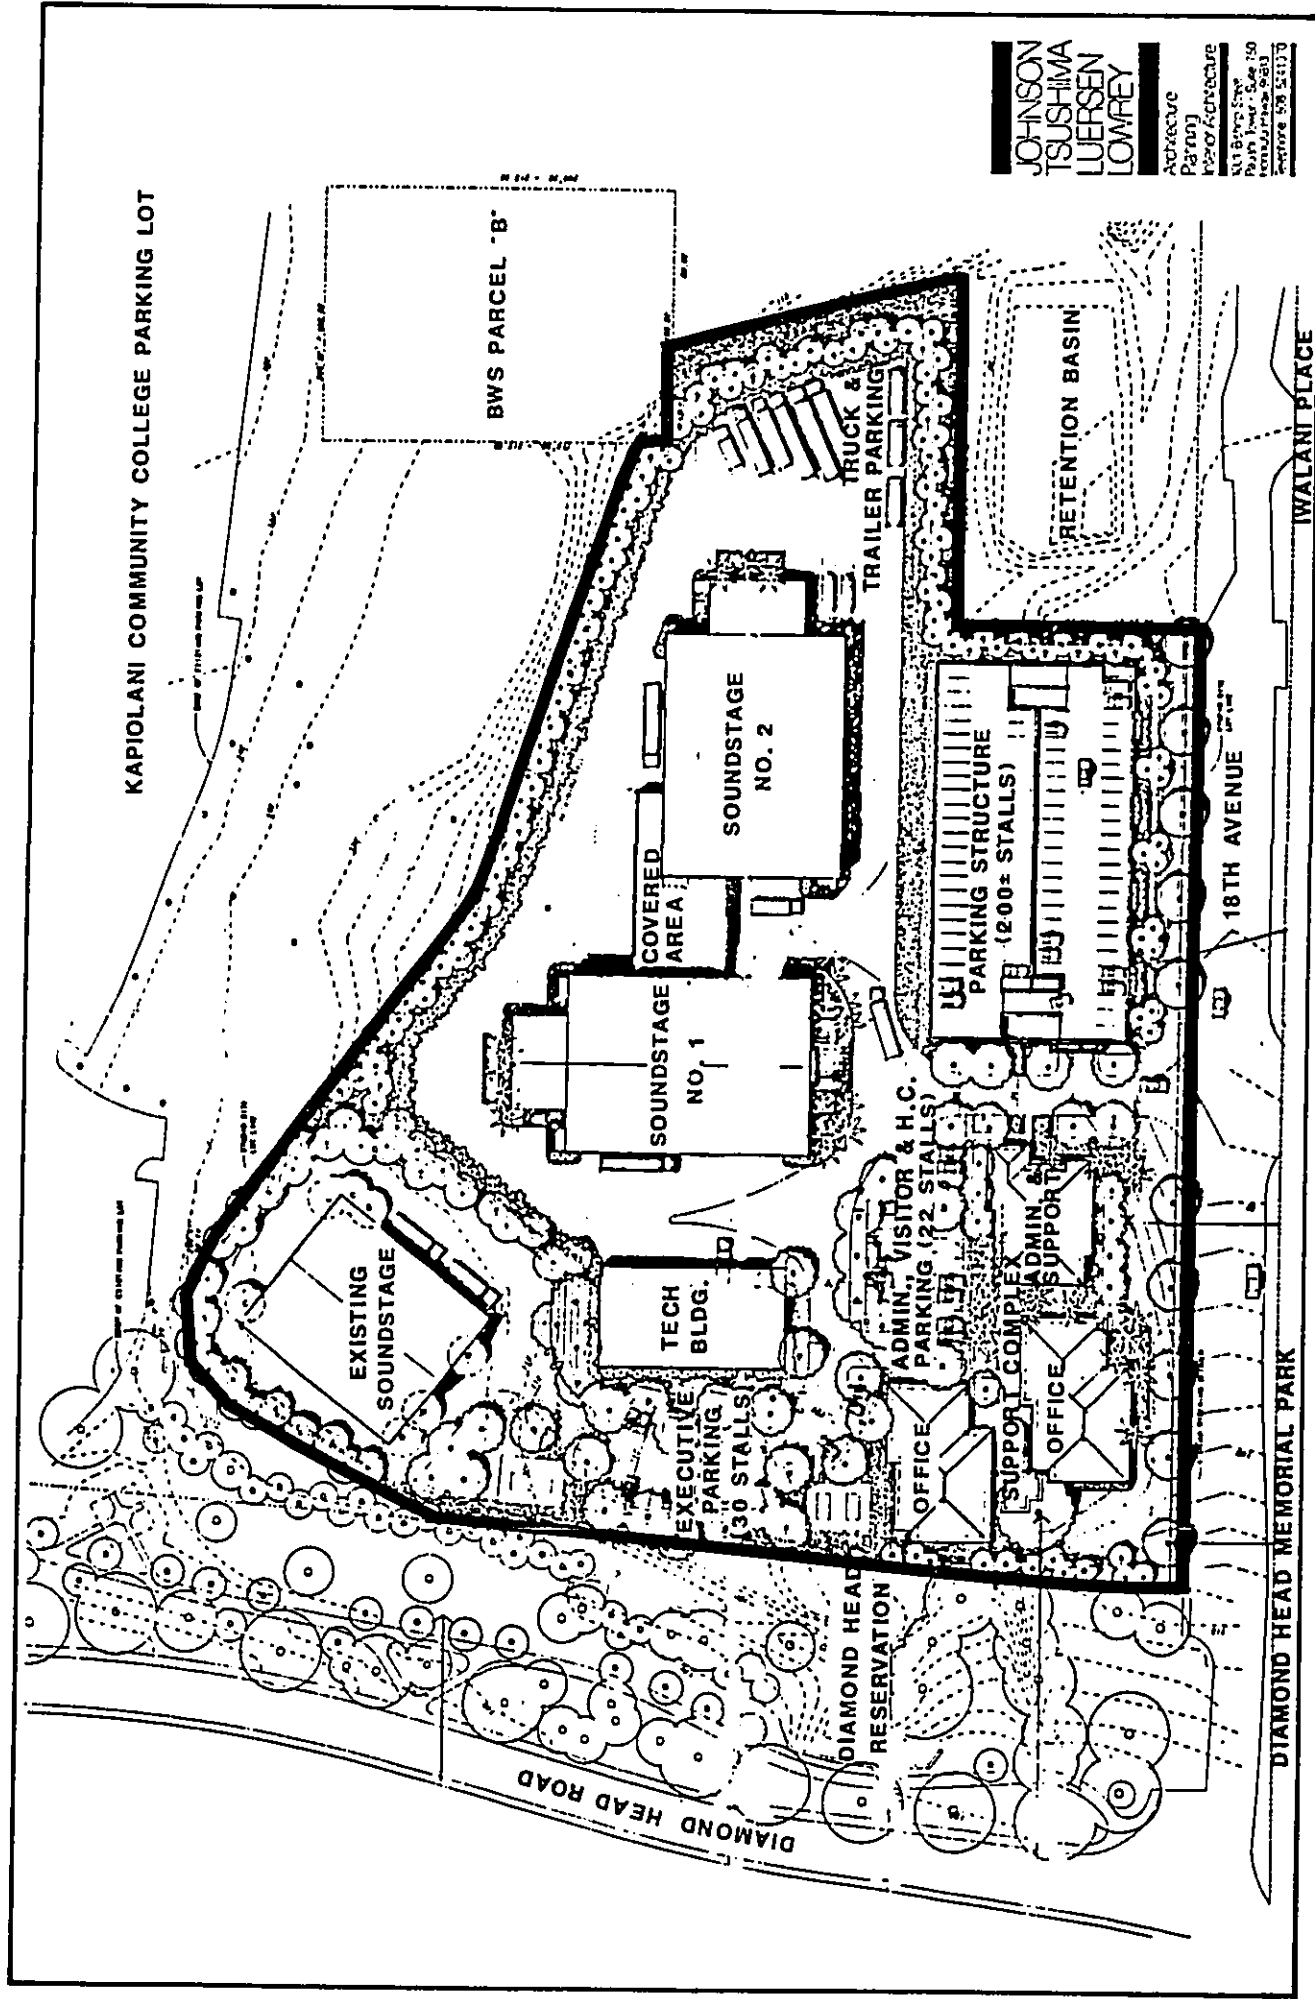 KAPIOLANI COMMUNITY COLLEGE PARKING LOT
BWS PARCEL "B"
JOHNSON
TSUSHIMA
LUERSEN
LOWREY
Architecture
Planning
Interior Architecture
EXISTING
SOUNDSTAGE
SOUNDSTAGE
NO. 1
COVERED
AREA
SOUNDSTAGE
NO. 2
TRUCK &
TRAILER PARKING
TECH
BLDG.
EXECUTIVE
PARKING
(30 STALLS)
ADMIN., VISITOR & H.C.
PARKING (22 STALLS)
PARKING STRUCTURE
(200± STALLS)
RETENTION BASIN
OFFICE
SUPPORT COMPLEX
OFFICE
ADMIN &
SUPPORT
DIAMOND HEAD
RESERVATION
DIAMOND HEAD ROAD
18TH AVENUE
DIAMOND HEAD MEMORIAL PARK
IWALANI PLACE